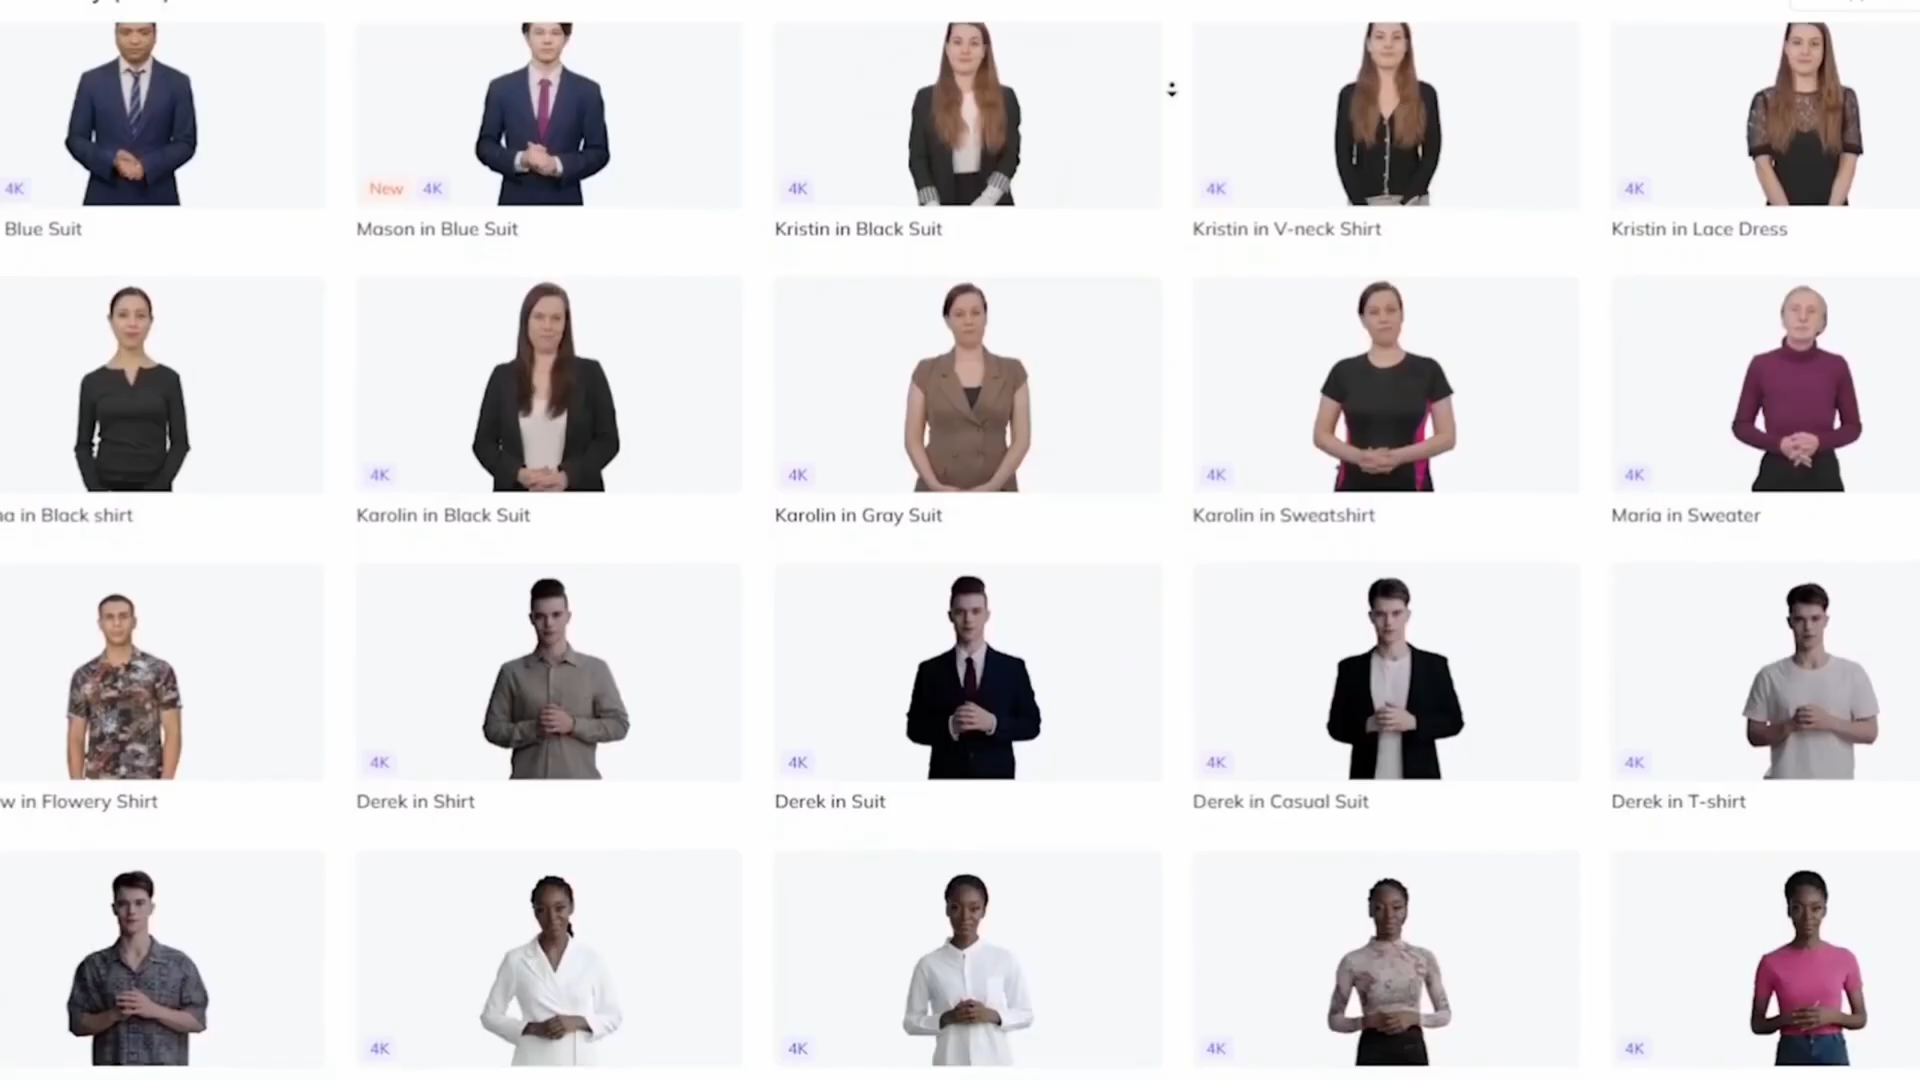 4K
New 4K
4K
4K
4K
Blue Suit
Mason in Blue Suit
Kristin in Black Suit
Kristin in V-neck Shirt
Kristin in Lace Dress
4K
4K
4K
4K
in Black shirt
Karolin in Black Suit
Karolin in Gray Suit
Karolin in Sweatshirt
Maria in Sweater
4K
4K
4K
4K
in Flowery Shirt
Derek in Shirt
Derek in Suit
Derek in Casual Suit
Derek in T-shirt
4K
4K
4K
4K